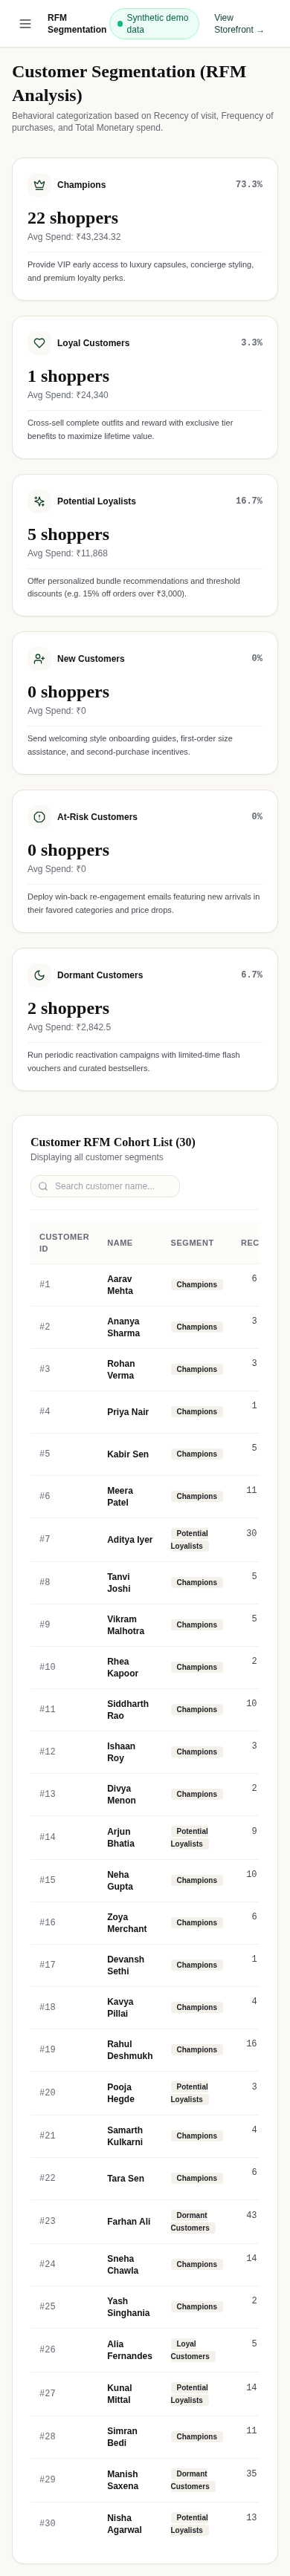 RFM
Segmentation
Synthetic demo
data
View
Storefront →
Customer Segmentation (RFM
Analysis)
Behavioral categorization based on Recency of visit, Frequency of
purchases, and Total Monetary spend.
Champions 73.3%
22 shoppers
Avg Spend: ₹43,234.32
Provide VIP early access to luxury capsules, concierge styling,
and premium loyalty perks.
Loyal Customers 3.3%
1 shoppers
Avg Spend: ₹24,340
Cross-sell complete outfits and reward with exclusive tier
benefits to maximize lifetime value.
Potential Loyalists 16.7%
5 shoppers
Avg Spend: ₹11,868
Offer personalized bundle recommendations and threshold
discounts (e.g. 15% off orders over ₹3,000).
New Customers 0%
0 shoppers
Avg Spend: ₹0
Send welcoming style onboarding guides, first-order size
assistance, and second-purchase incentives.
At-Risk Customers 0%
0 shoppers
Avg Spend: ₹0
Deploy win-back re-engagement emails featuring new arrivals in
their favored categories and price drops.
Dormant Customers 6.7%
2 shoppers
Avg Spend: ₹2,842.5
Run periodic reactivation campaigns with limited-time flash
vouchers and curated bestsellers.
Customer RFM Cohort List (30)
Displaying all customer segments
Search customer name...
CUSTOMER
ID NAME SEGMENT REC
#1 Aarav
Mehta Champions 6
#2 Ananya
Sharma Champions 3
#3 Rohan
Verma Champions 3
#4 Priya Nair Champions 1
#5 Kabir Sen Champions 5
#6 Meera
Patel Champions 11
#7 Aditya Iyer Potential
Loyalists 30
#8 Tanvi
Joshi Champions 5
#9 Vikram
Malhotra Champions 5
#10 Rhea
Kapoor Champions 2
#11 Siddharth
Rao Champions 10
#12 Ishaan
Roy Champions 3
#13 Divya
Menon Champions 2
#14 Arjun
Bhatia Potential
Loyalists 9
#15 Neha
Gupta Champions 10
#16 Zoya
Merchant Champions 6
#17 Devansh
Sethi Champions 1
#18 Kavya
Pillai Champions 4
#19 Rahul
Deshmukh Champions 16
#20 Pooja
Hegde Potential
Loyalists 3
#21 Samarth
Kulkarni Champions 4
#22 Tara Sen Champions 6
#23 Farhan Ali Dormant
Customers 43
#24 Sneha
Chawla Champions 14
#25 Yash
Singhania Champions 2
#26 Alia
Fernandes Loyal
Customers 5
#27 Kunal
Mittal Potential
Loyalists 14
#28 Simran
Bedi Champions 11
#29 Manish
Saxena Dormant
Customers 35
#30 Nisha
Agarwal Potential
Loyalists 13